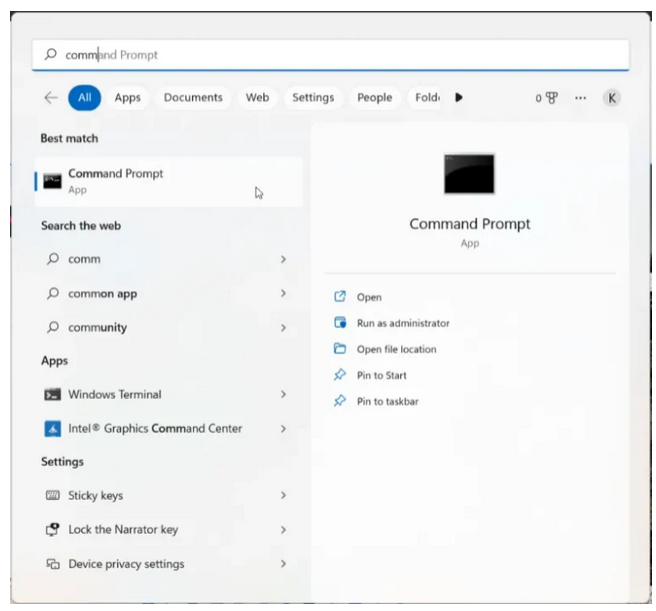 command Prompt
All Apps Documents Web Settings People Fold 0 ... K
Best match
Command Prompt
App
Search the web
comm
common app
community
Apps
Windows Terminal
Intel® Graphics Command Center
Settings
Sticky keys
Lock the Narrator key
Device privacy settings
Command Prompt
App
Open
Run as administrator
Open file location
Pin to Start
Pin to taskbar